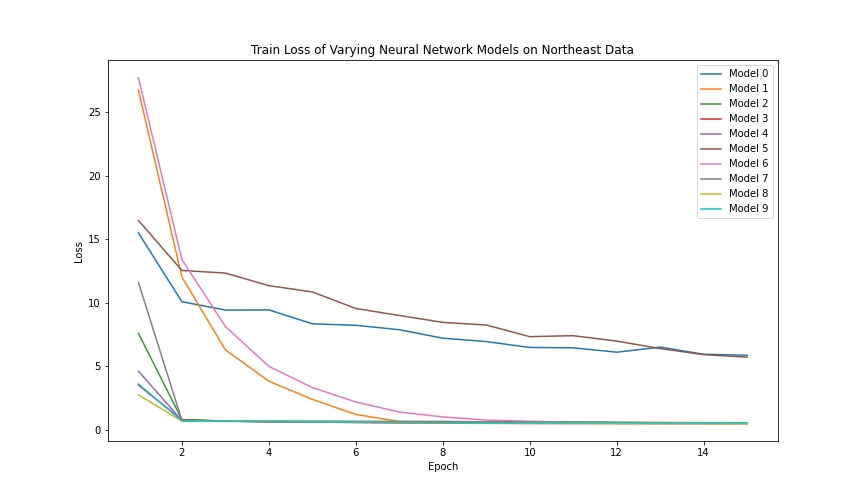 Train Loss of Varying Neural Network Models on Northeast Data
Model 0
Model 1
Model 2
Model 3
Model 4
Model 5
Model 6
Model 7
Model 8
Model 9
25
20
15
10
5
0
Loss
2 4 6 8 10 12 14
Epoch